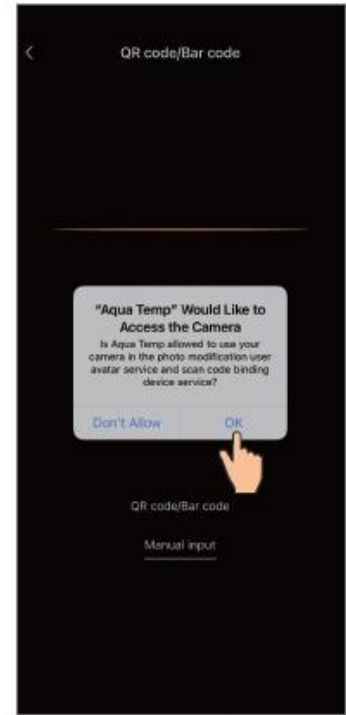 QR code/Bar code
"Aqua Temp" Would Like to
Access the Camera
Is Aqua Temp allowed to use your
camera in the photo modification user
avatar service and scan code binding
device service?
Don't Allow
OK
QR code/Bar code
Manual input